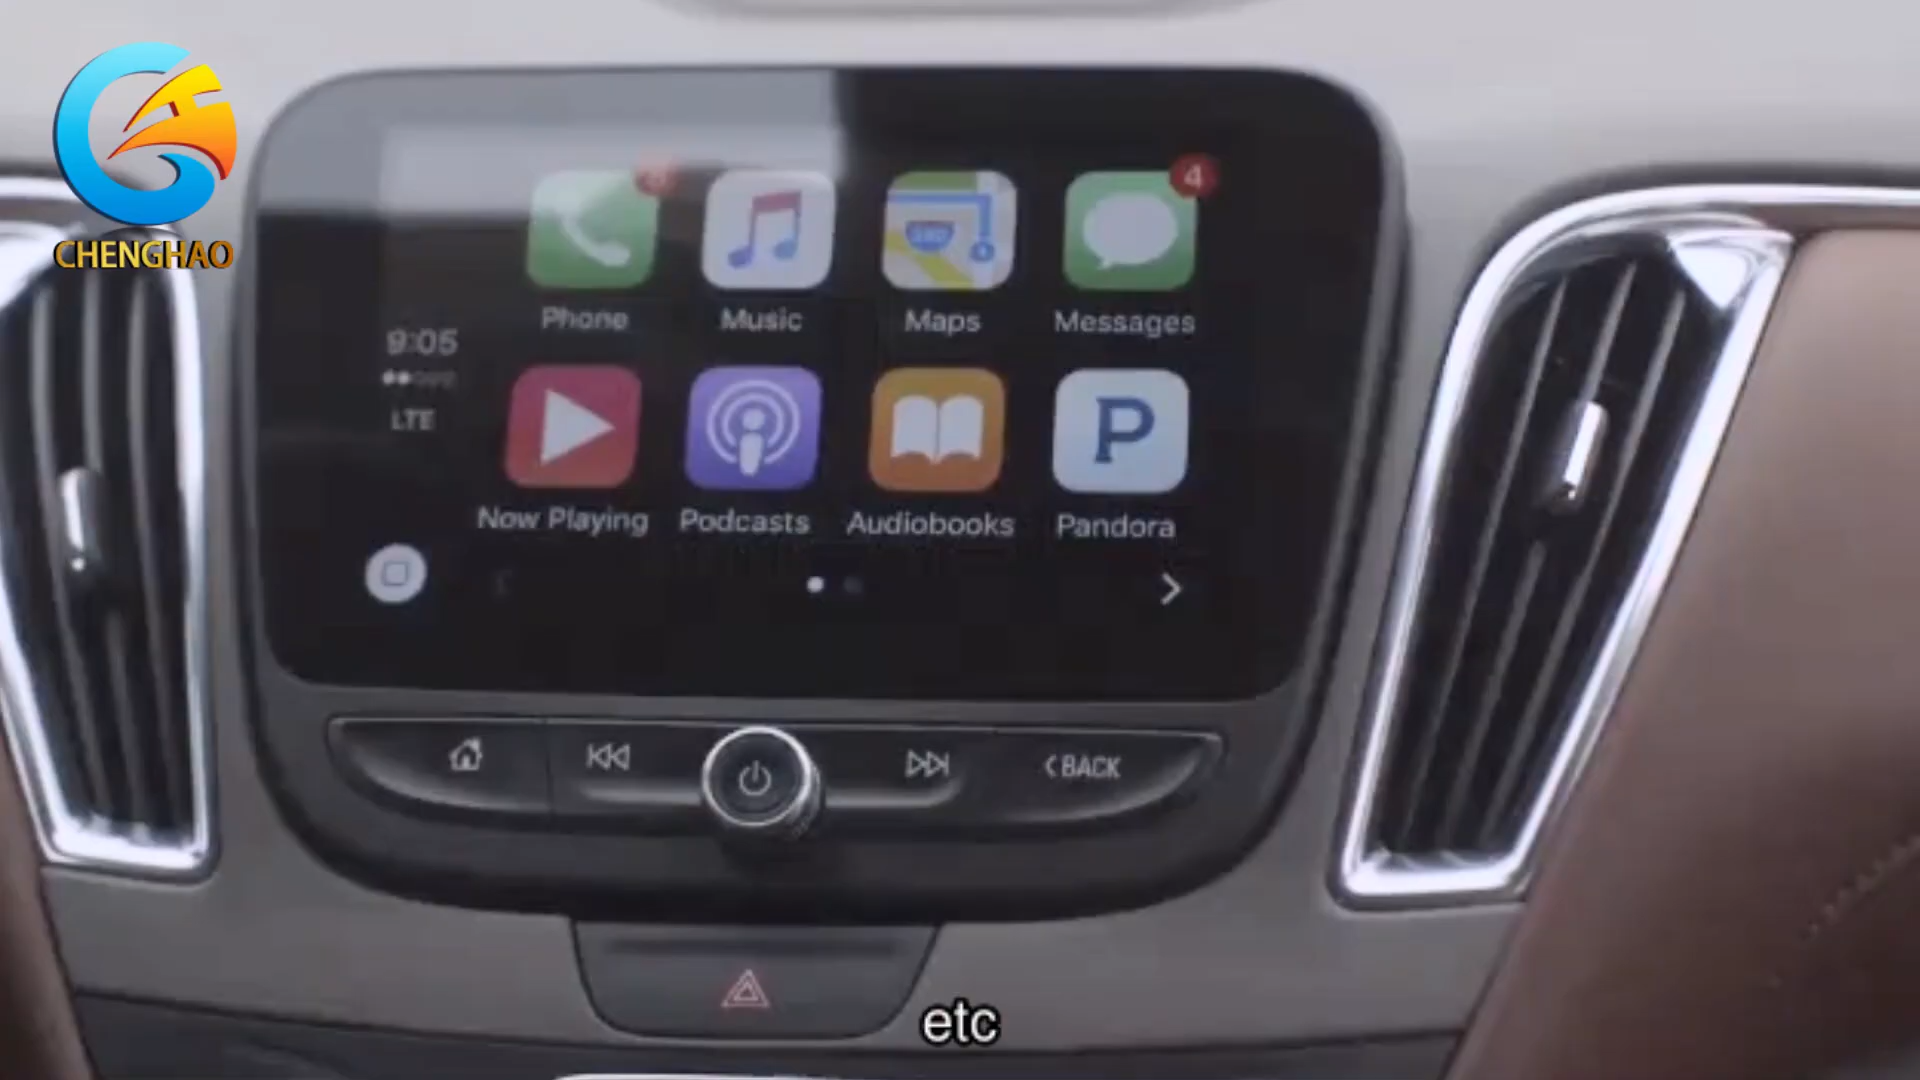 CHENGHAO
4
Phone
Music
Maps
Messages
9:05
LTE
P
Now Playing
Podcasts
Audiobooks
Pandora
BACK
etc